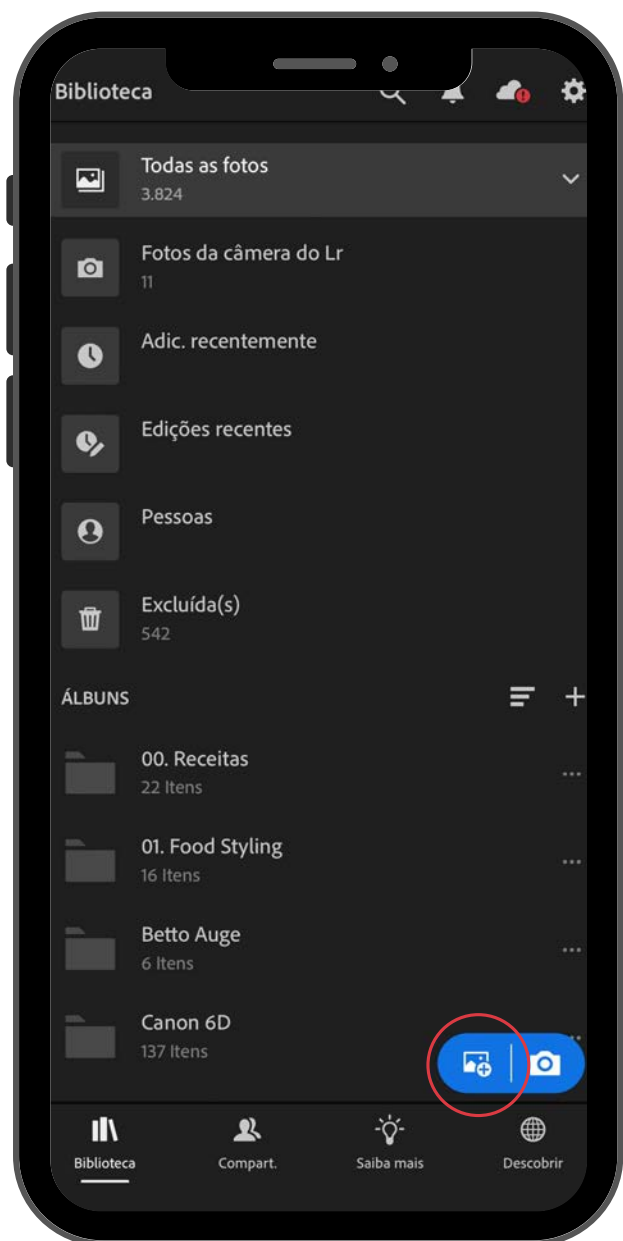 Biblioteca
Todas as fotos
3.824
Fotos da câmera do Lr
11
Adic. recentemente
Edições recentes
Pessoas
Excluída(s)
542
ÁLBUNS
00. Receitas
22 Itens
01. Food Styling
16 Itens
Betto Auge
6 Itens
Canon 6D
137 Itens
Biblioteca
Compart.
Saiba mais
Descobrir